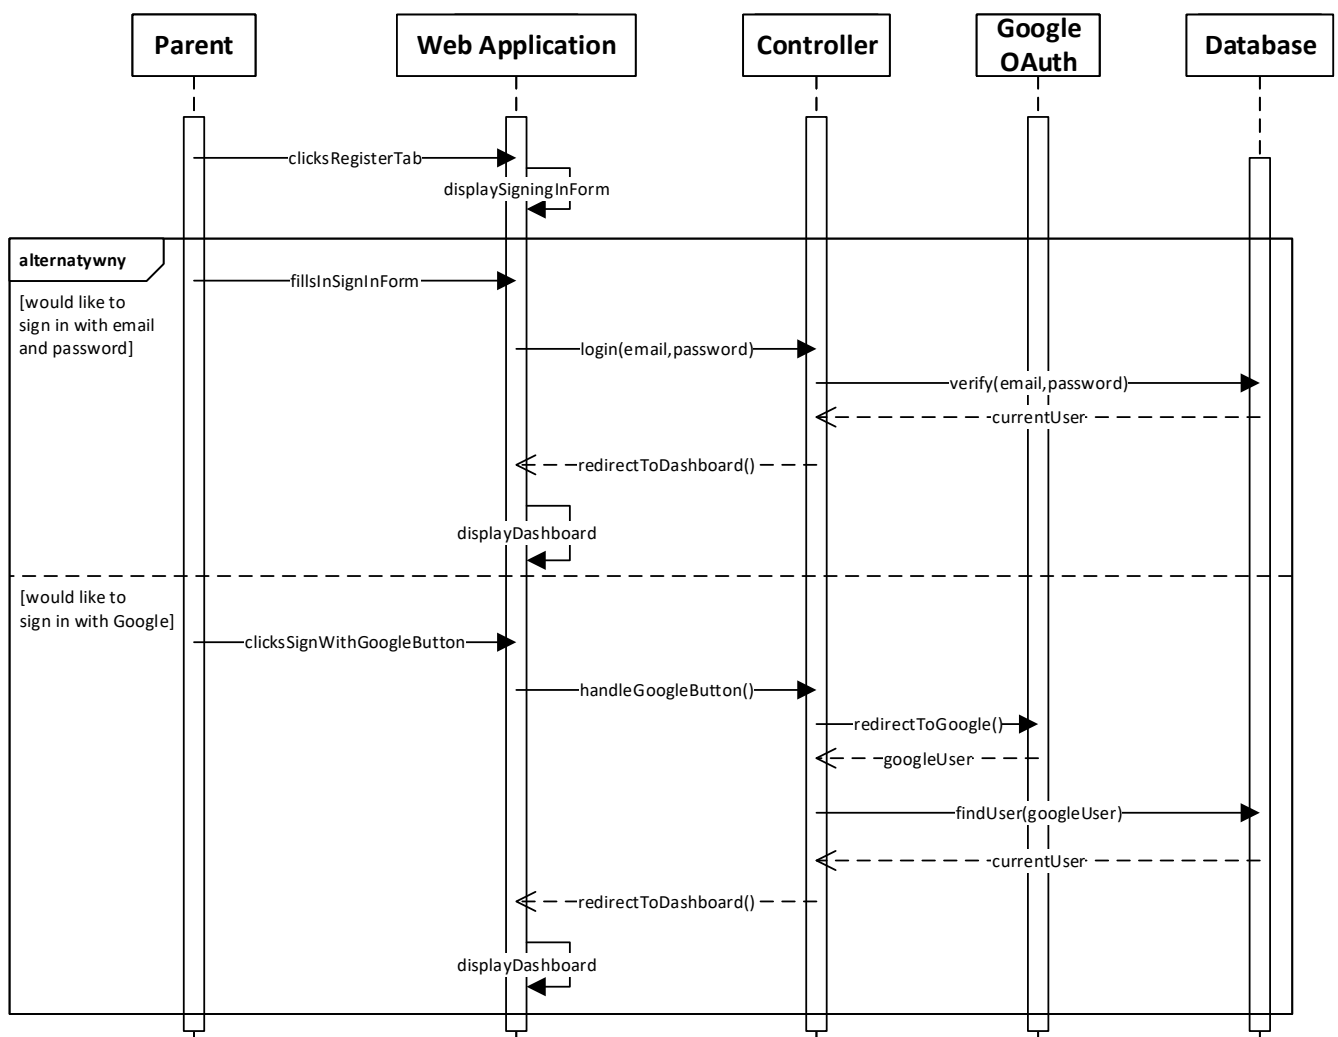 Parent
Web Application
Controller
Google
OAuth
Database
clicksRegisterTab
displaySigningInForm
alternatywny
fillsInSignInForm
[would like to
sign in with email
and password]
login(email,password)
verify(email,password)
currentUser
redirectToDashboard()
displayDashboard
[would like to
sign in with Google]
clicksSignWithGoogleButton
handleGoogleButton()
redirectToGoogle()
googleUser
findUser(googleUser)
currentUser
redirectToDashboard()
displayDashboard